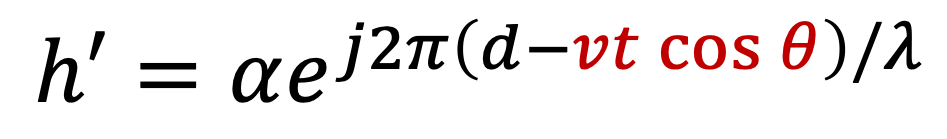 h′ = αe^{j2π(d−vt cos θ)/λ}